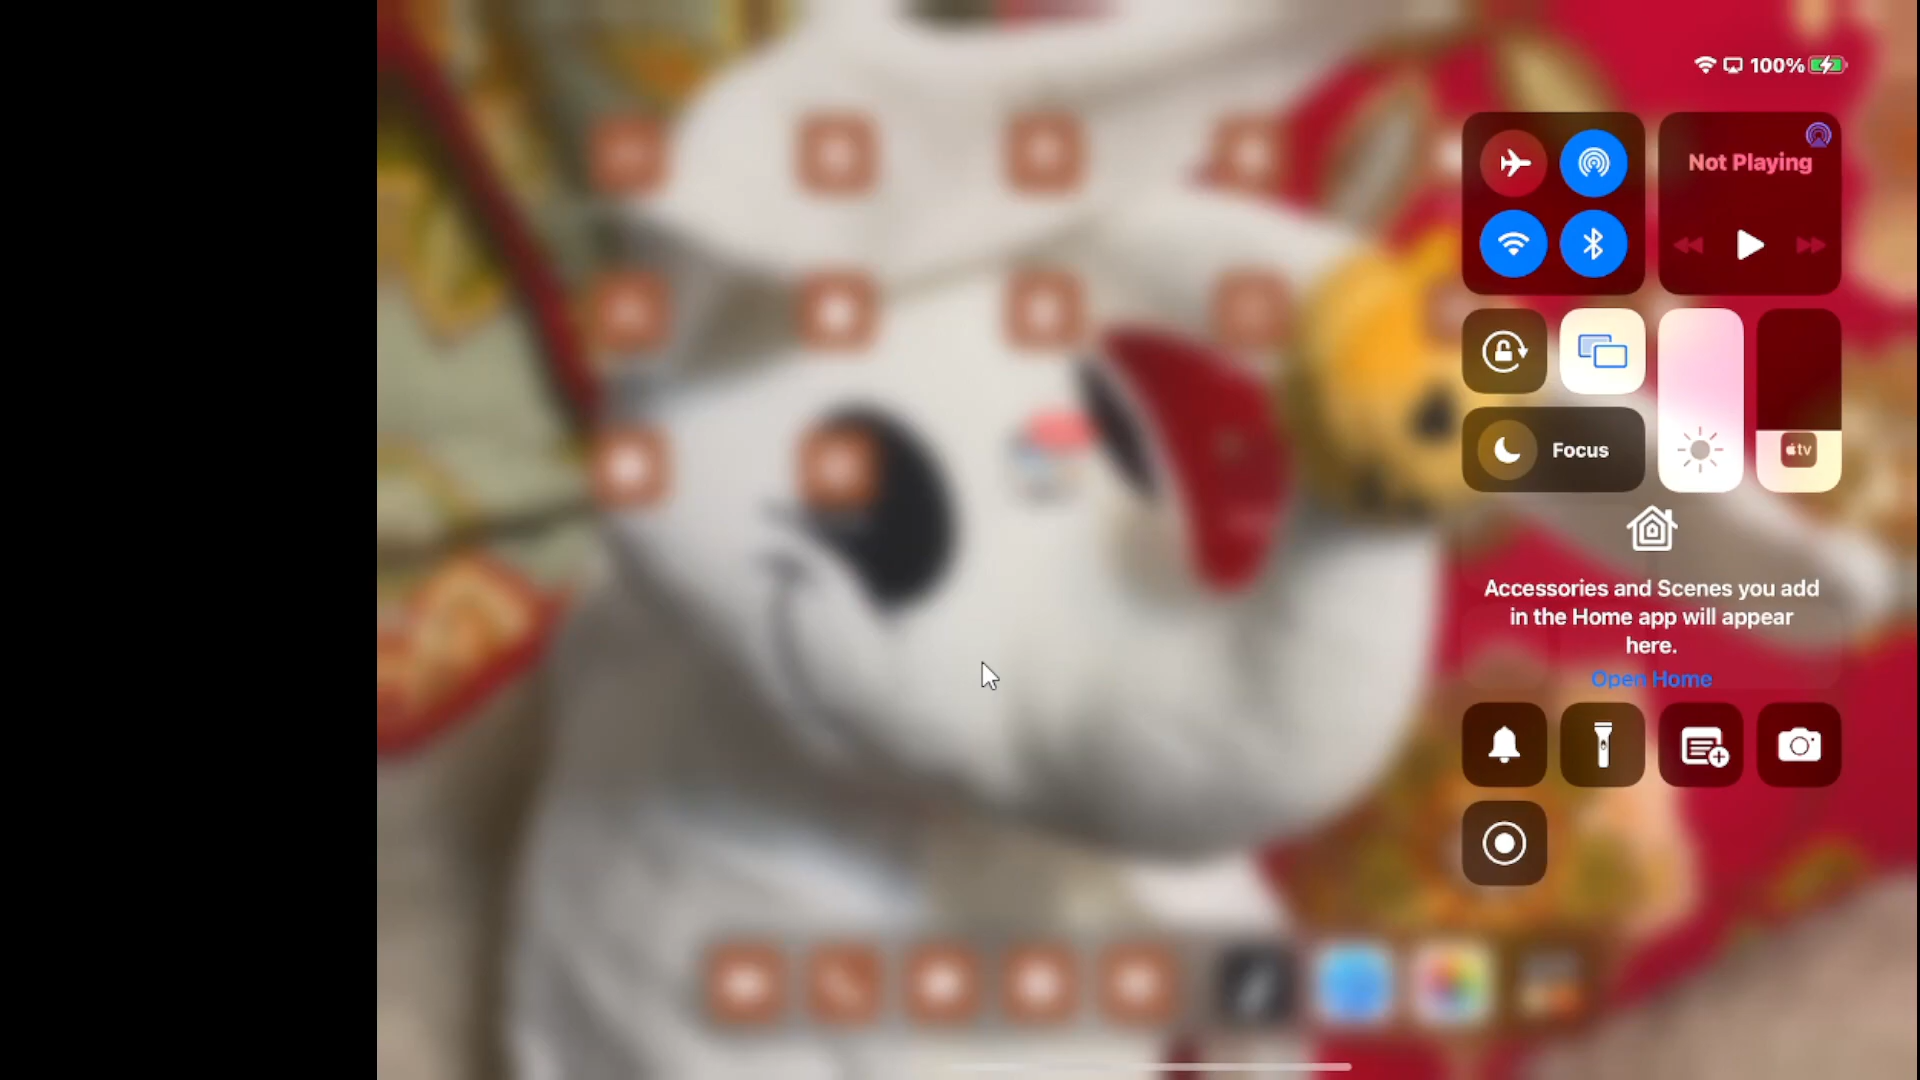 100%
Not Playing
Focus
tv
Accessories and Scenes you add
in the Home app will appear
here.
Open Home